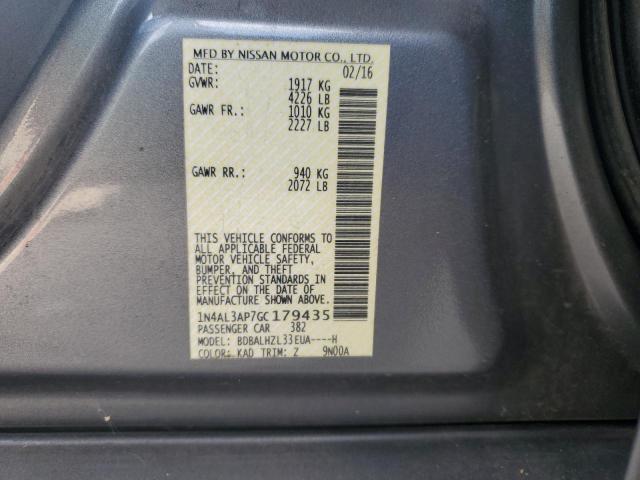 MFD BY NISSAN MOTOR CO., LTD.
DATE: 02/16
GVWR: 1917 KG
4226 LB
GAWR FR.: 1010 KG
2227 LB
GAWR RR.: 940 KG
2072 LB
THIS VEHICLE CONFORMS TO
ALL APPLICABLE FEDERAL
MOTOR VEHICLE SAFETY,
BUMPER, AND THEFT
PREVENTION STANDARDS IN
EFFECT ON THE DATE OF
MANUFACTURE SHOWN ABOVE.
1N4AL3AP7GC179435
PASSENGER CAR 382
MODEL: BDBALHZL33EUA----H
COLOR: KAD TRIM: Z 9N00A